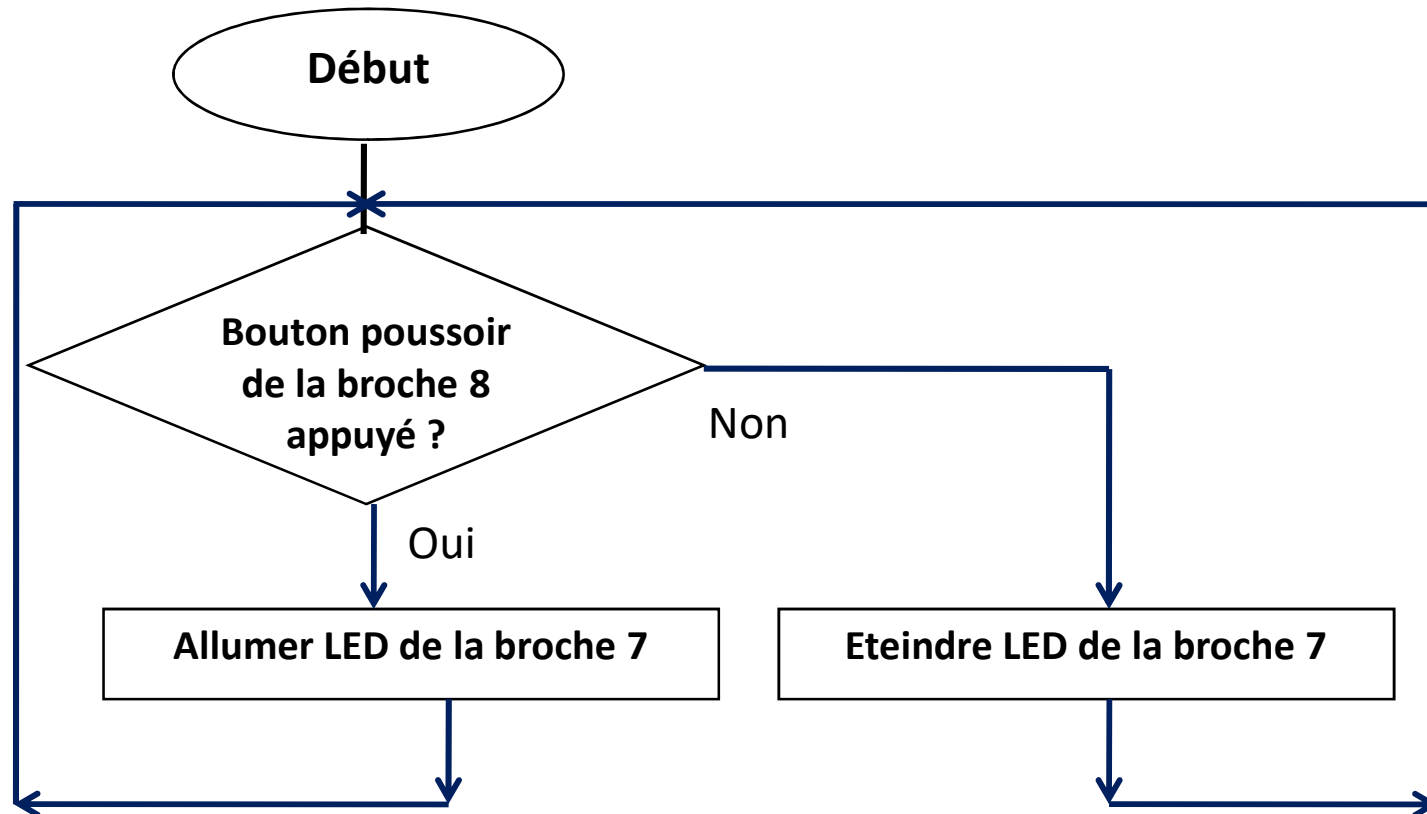 Début
Bouton poussoir
de la broche 8
appuyé ?
Non
Oui
Allumer LED de la broche 7
Eteindre LED de la broche 7